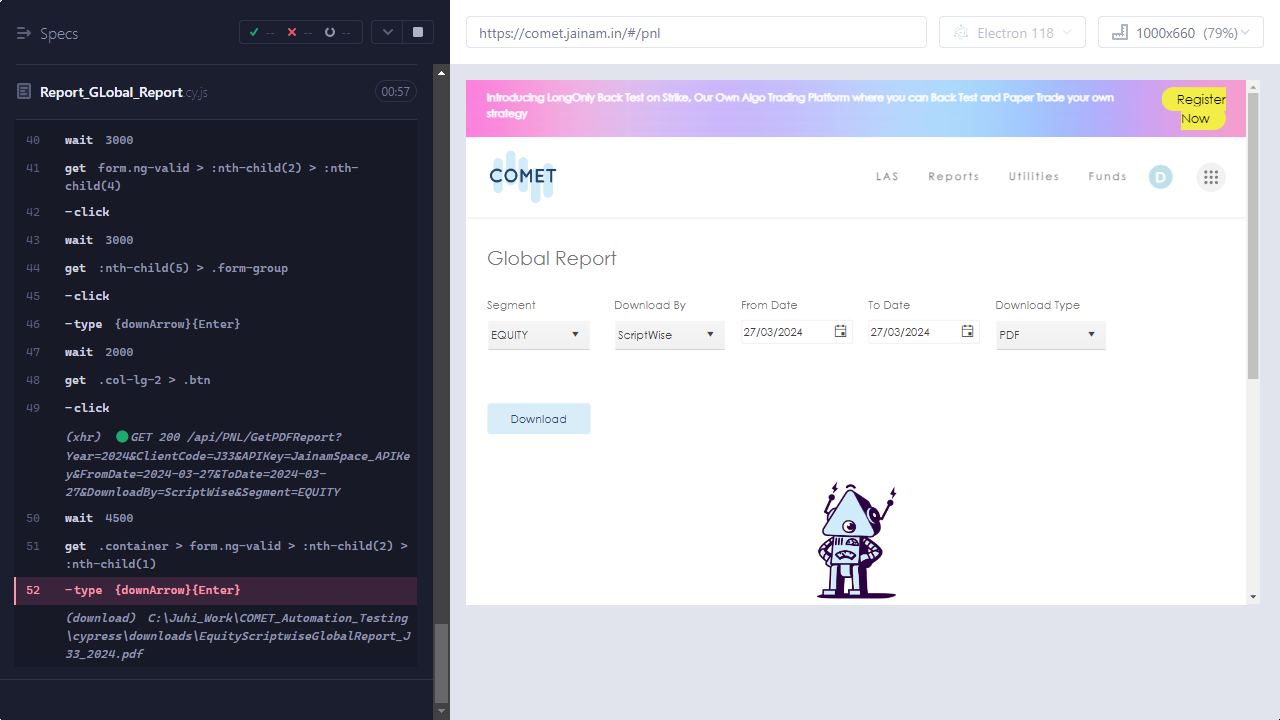 Specs
-- -- --
Report_GLobal_Report.cy.js
00:57
40 wait 3000
41 get form.ng-valid > :nth-child(2) > :nth-
child(4)
42 -click
43 wait 3000
44 get :nth-child(5) > .form-group
45 -click
46 -type {downArrow}{Enter}
47 wait 2000
48 get .col-lg-2 > .btn
49 -click
(xhr) GET 200 /api/PNL/GetPDFReport?
Year=2024&ClientCode=J33&APIKey=JainamSpace_APIKe
y&FromDate=2024-03-27&ToDate=2024-03-
27&DownloadBy=ScriptWise&Segment=EQUITY
50 wait 4500
51 get .container > form.ng-valid > :nth-child(2) >
:nth-child(1)
52 -type {downArrow}{Enter}
(download) C:\Juhi_Work\COMET_Automation_Testing
\cypress\downloads\EquityScriptwiseGlobalReport_J
33_2024.pdf
https://comet.jainam.in/#/pnl
Electron 118
1000x660 (79%)
Introducing LongOnly Back Test on Strike, Our Own Algo Trading Platform where you can Back Test and Paper Trade your own
strategy
Register
Now
COMET
LAS Reports Utilities Funds D
Global Report
Segment Download By From Date To Date Download Type
EQUITY ScriptWise 27/03/2024 27/03/2024 PDF
Download